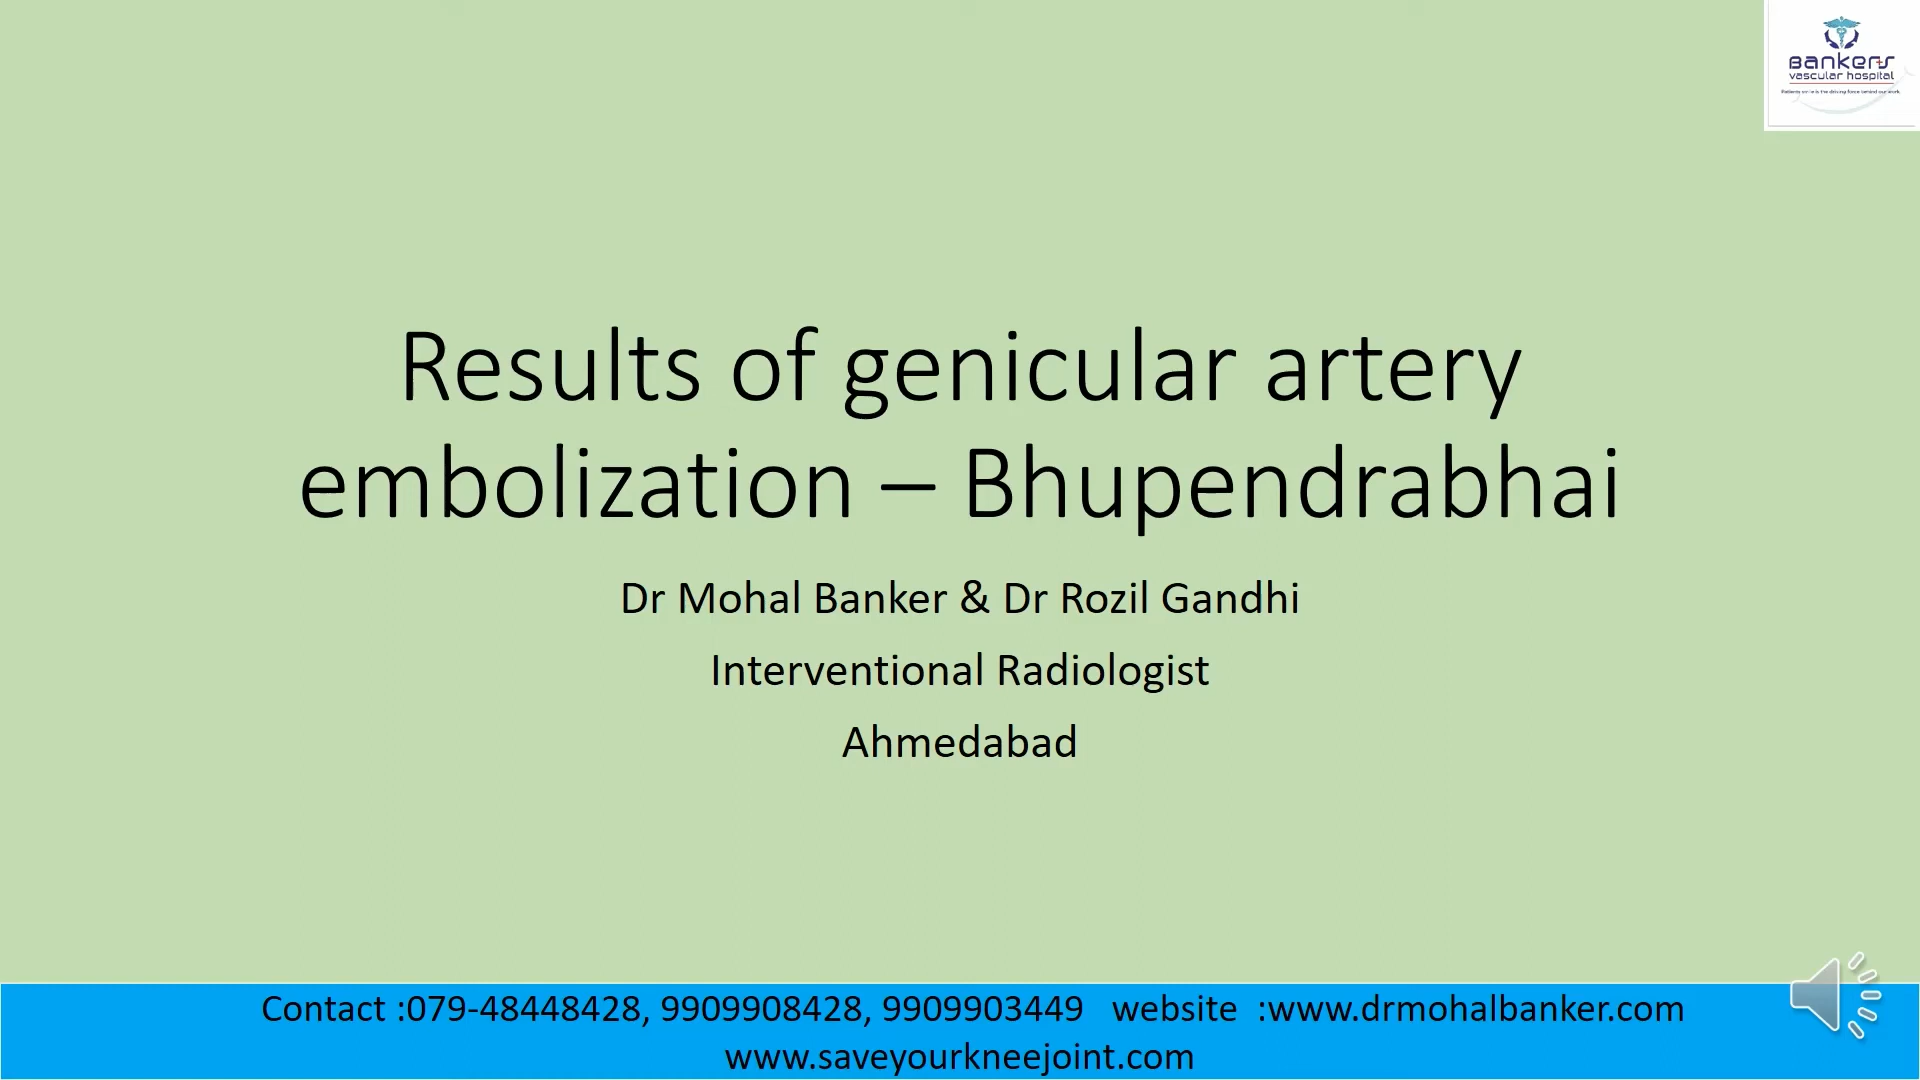 Bankers
vascular hospital
Results of genicular artery
embolization – Bhupendrabhai
Dr Mohal Banker & Dr Rozil Gandhi
Interventional Radiologist
Ahmedabad
Contact :079-48448428, 9909908428, 9909903449 website :www.drmohalbanker.com
www.saveyourkneejoint.com